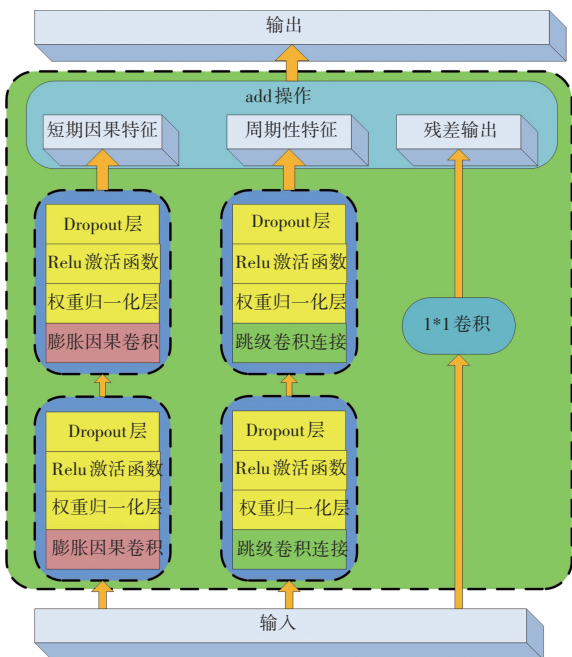 输出
add操作
短期因果特征
周期性特征
残差输出
Dropout层
Relu激活函数
权重归一化层
膨胀因果卷积
Dropout层
Relu激活函数
权重归一化层
跳级卷积连接
1*1卷积
Dropout层
Relu激活函数
权重归一化层
膨胀因果卷积
Dropout层
Relu激活函数
权重归一化层
跳级卷积连接
输入